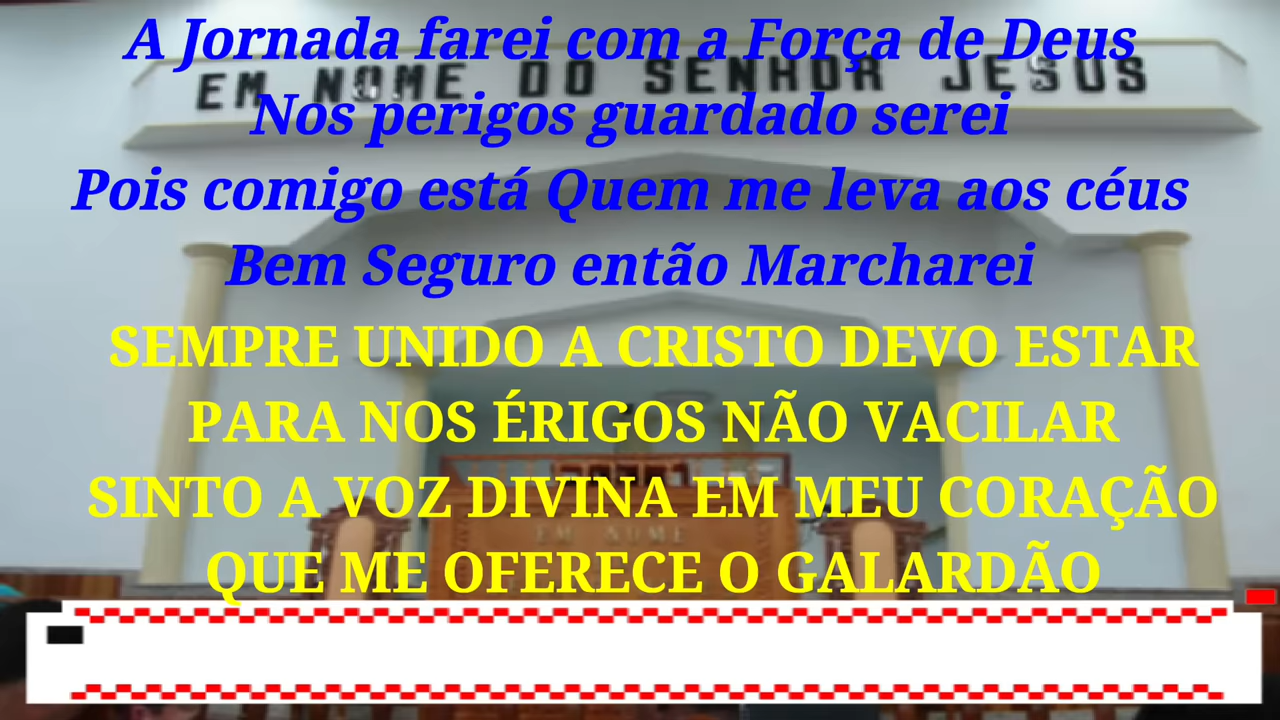 A Jornada farei com a Força de Deus
EM NOME DO SENHOR JESUS
Nos perigos guardado serei
Pois comigo está Quem me leva aos céus
Bem Seguro então Marcharei
SEMPRE UNIDO A CRISTO DEVO ESTAR
PARA NOS ÉRIGOS NÃO VACILAR
SINTO A VOZ DIVINA EM MEU CORAÇÃO
EM NOME
QUE ME OFERECE O GALARDÃO